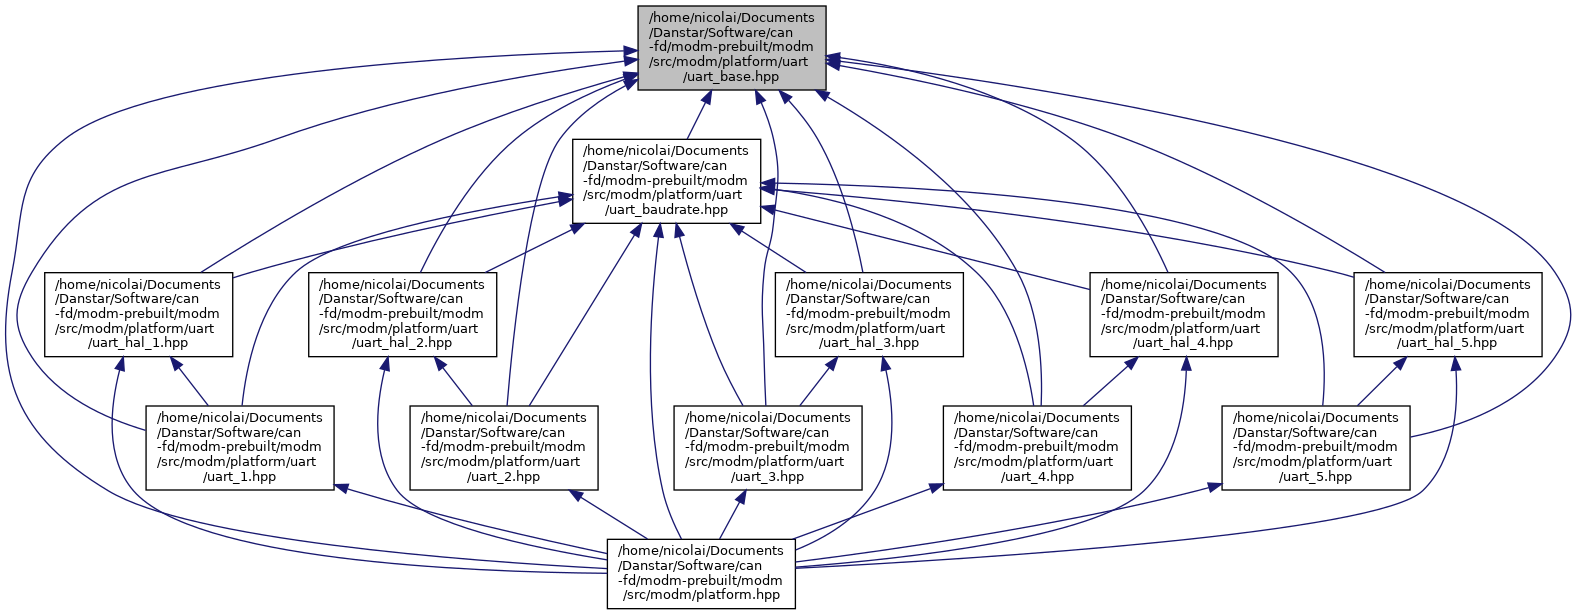 /home/nicolai/Documents
/Danstar/Software/can
-fd/modm-prebuilt/modm
/src/modm/platform/uart
/uart_base.hpp
/home/nicolai/Documents
/Danstar/Software/can
-fd/modm-prebuilt/modm
/src/modm/platform/uart
/uart_baudrate.hpp
/home/nicolai/Documents
/Danstar/Software/can
-fd/modm-prebuilt/modm
/src/modm/platform/uart
/uart_hal_1.hpp
/home/nicolai/Documents
/Danstar/Software/can
-fd/modm-prebuilt/modm
/src/modm/platform/uart
/uart_hal_2.hpp
/home/nicolai/Documents
/Danstar/Software/can
-fd/modm-prebuilt/modm
/src/modm/platform/uart
/uart_hal_3.hpp
/home/nicolai/Documents
/Danstar/Software/can
-fd/modm-prebuilt/modm
/src/modm/platform/uart
/uart_hal_4.hpp
/home/nicolai/Documents
/Danstar/Software/can
-fd/modm-prebuilt/modm
/src/modm/platform/uart
/uart_hal_5.hpp
/home/nicolai/Documents
/Danstar/Software/can
-fd/modm-prebuilt/modm
/src/modm/platform/uart
/uart_1.hpp
/home/nicolai/Documents
/Danstar/Software/can
-fd/modm-prebuilt/modm
/src/modm/platform/uart
/uart_2.hpp
/home/nicolai/Documents
/Danstar/Software/can
-fd/modm-prebuilt/modm
/src/modm/platform/uart
/uart_3.hpp
/home/nicolai/Documents
/Danstar/Software/can
-fd/modm-prebuilt/modm
/src/modm/platform/uart
/uart_4.hpp
/home/nicolai/Documents
/Danstar/Software/can
-fd/modm-prebuilt/modm
/src/modm/platform/uart
/uart_5.hpp
/home/nicolai/Documents
/Danstar/Software/can
-fd/modm-prebuilt/modm
/src/modm/platform.hpp